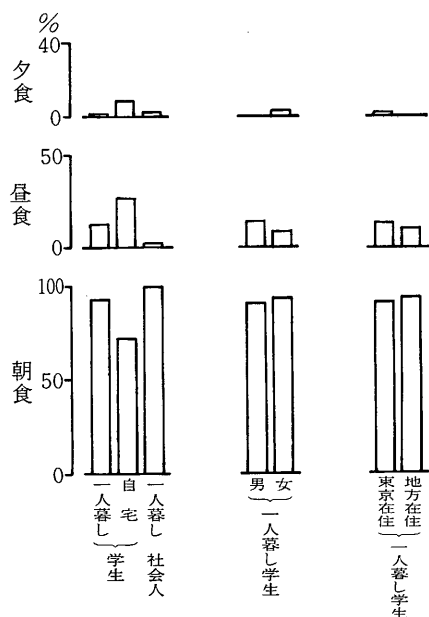 %
40
夕食
0
50
昼食
0
100
朝食
50
0
一人暮し
自宅
一人暮し
学生
社会人
男
女
一人暮し学生
東京在住
地方在住
一人暮し学生